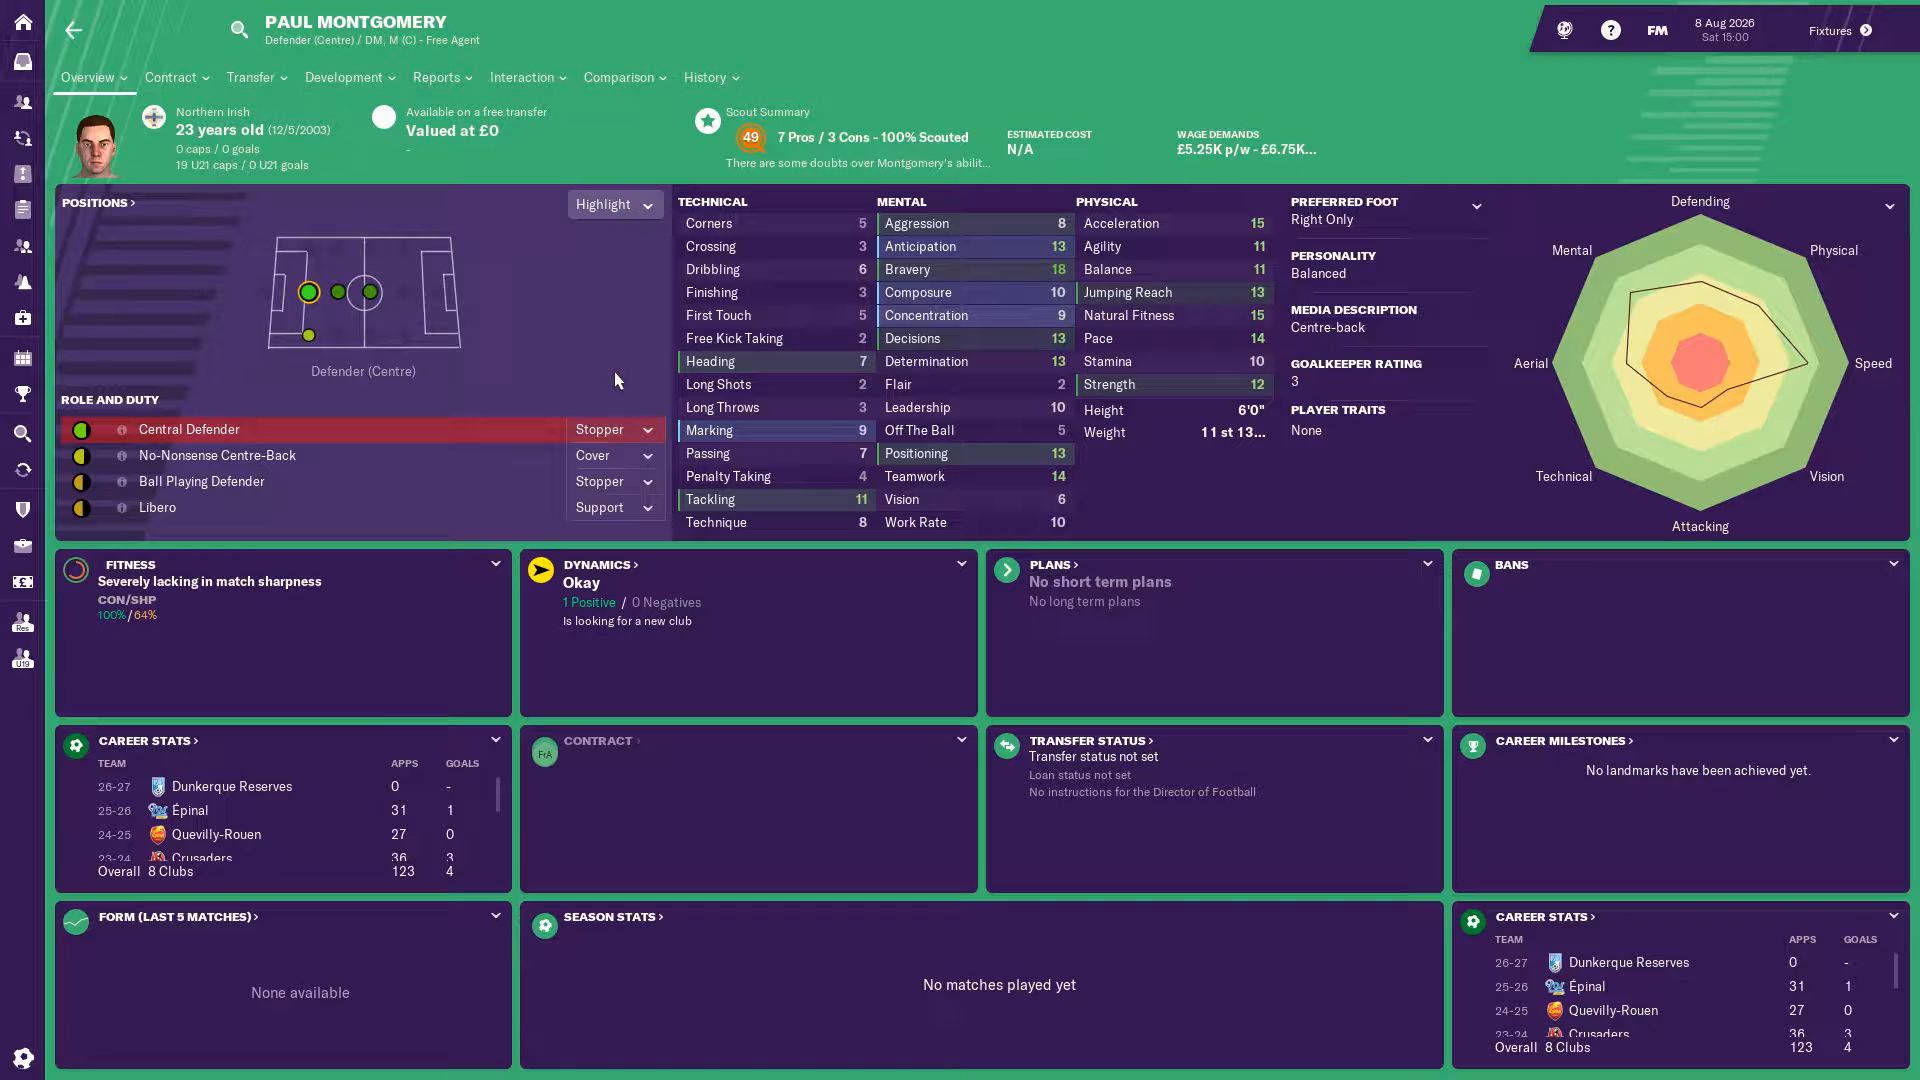 PAUL MONTGOMERY
Defender (Centre) / DM, M (C) - Free Agent
FM
8 Aug 2026
Sat 15:00
Fixtures
Overview
Contract
Transfer
Development
Reports
Interaction
Comparison
History
Northern Irish
23 years old (12/5/2003)
0 caps / 0 goals
19 U21 caps / 0 U21 goals
Available on a free transfer
Valued at £0
-
Scout Summary
49
7 Pros / 3 Cons - 100% Scouted
There are some doubts over Montgomery's abilit...
ESTIMATED COST
N/A
WAGE DEMANDS
£5.25K p/w - £6.75K...
POSITIONS
Highlight
Defender (Centre)
ROLE AND DUTY
Central Defender Stopper
No-Nonsense Centre-Back Cover
Ball Playing Defender Stopper
Libero Support
TECHNICAL
Corners 5
Crossing 3
Dribbling 6
Finishing 3
First Touch 5
Free Kick Taking 2
Heading 7
Long Shots 2
Long Throws 3
Marking 9
Passing 7
Penalty Taking 4
Tackling 11
Technique 8
MENTAL
Aggression 8
Anticipation 13
Bravery 18
Composure 10
Concentration 9
Decisions 13
Determination 13
Flair 2
Leadership 10
Off The Ball 5
Positioning 13
Teamwork 14
Vision 6
Work Rate 10
PHYSICAL
Acceleration 15
Agility 11
Balance 11
Jumping Reach 13
Natural Fitness 15
Pace 14
Stamina 10
Strength 12
Height 6'0"
Weight 11 st 13...
PREFERRED FOOT
Right Only
PERSONALITY
Balanced
MEDIA DESCRIPTION
Centre-back
GOALKEEPER RATING
3
PLAYER TRAITS
None
Defending
Physical
Speed
Vision
Attacking
Technical
Aerial
Mental
FITNESS
Severely lacking in match sharpness
CON/SHP
100%/64%
DYNAMICS
Okay
1 Positive / 0 Negatives
Is looking for a new club
PLANS
No short term plans
No long term plans
BANS
Res
U19
CAREER STATS
TEAM APPS GOALS
26-27 Dunkerque Reserves 0 -
25-26 Épinal 31 1
24-25 Quevilly-Rouen 27 0
23-24 Crusaders 36 3
Overall 8 Clubs 123 4
CONTRACT
FrA
TRANSFER STATUS
Transfer status not set
Loan status not set
No instructions for the Director of Football
CAREER MILESTONES
No landmarks have been achieved yet.
FORM (LAST 5 MATCHES)
None available
SEASON STATS
No matches played yet
CAREER STATS
TEAM APPS GOALS
26-27 Dunkerque Reserves 0 -
25-26 Épinal 31 1
24-25 Quevilly-Rouen 27 0
23-24 Crusaders 36 3
Overall 8 Clubs 123 4